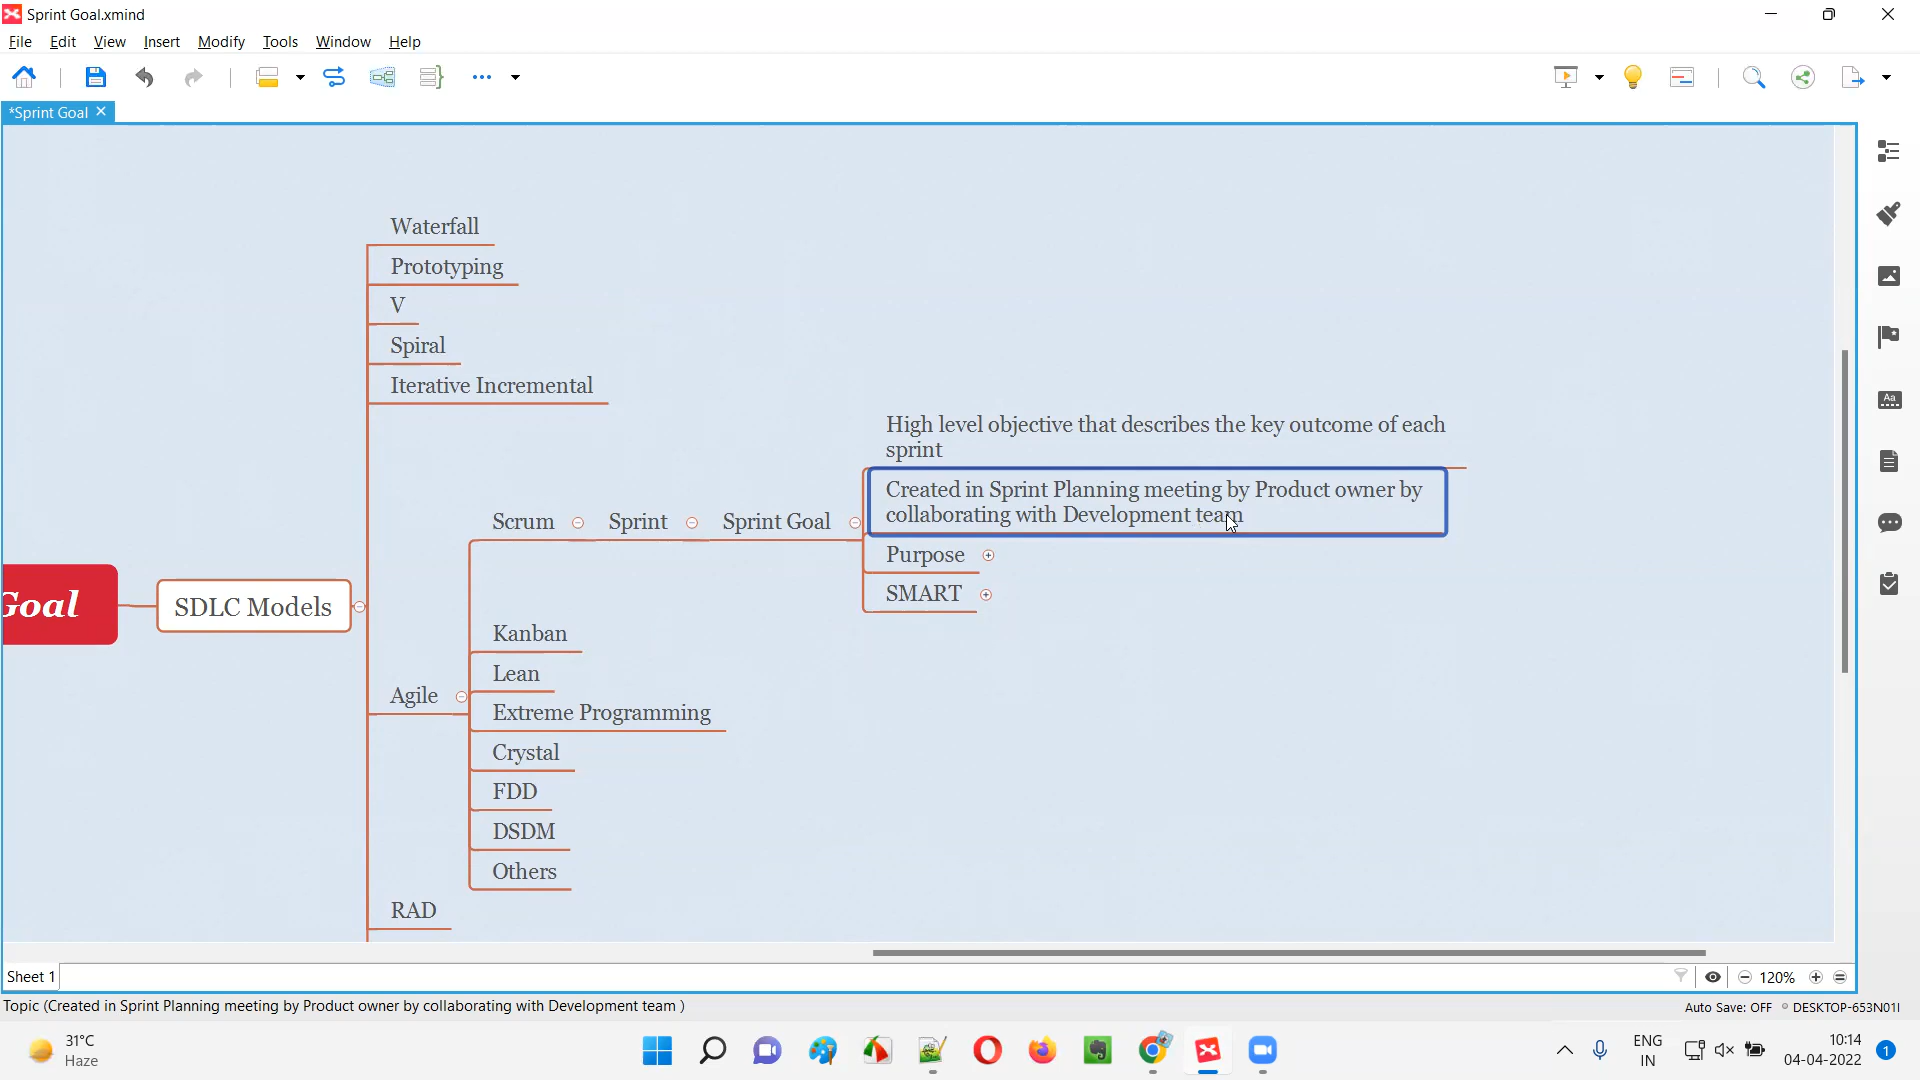 Sprint Goal.xmind
File Edit View Insert Modify Tools Window Help
*Sprint Goal
Waterfall
Prototyping
V
Spiral
Iterative Incremental
High level objective that describes the key outcome of each
sprint
Created in Sprint Planning meeting by Product owner by
collaborating with Development team
Scrum Sprint Sprint Goal
Purpose
SMART
Goal
SDLC Models
Kanban
Lean
Agile
Extreme Programming
Crystal
FDD
DSDM
Others
RAD
Sheet 1
120%
Topic (Created in Sprint Planning meeting by Product owner by collaborating with Development team )
Auto Save: OFF DESKTOP-653N01I
31°C
Haze
ENG
IN
10:14
04-04-2022
1